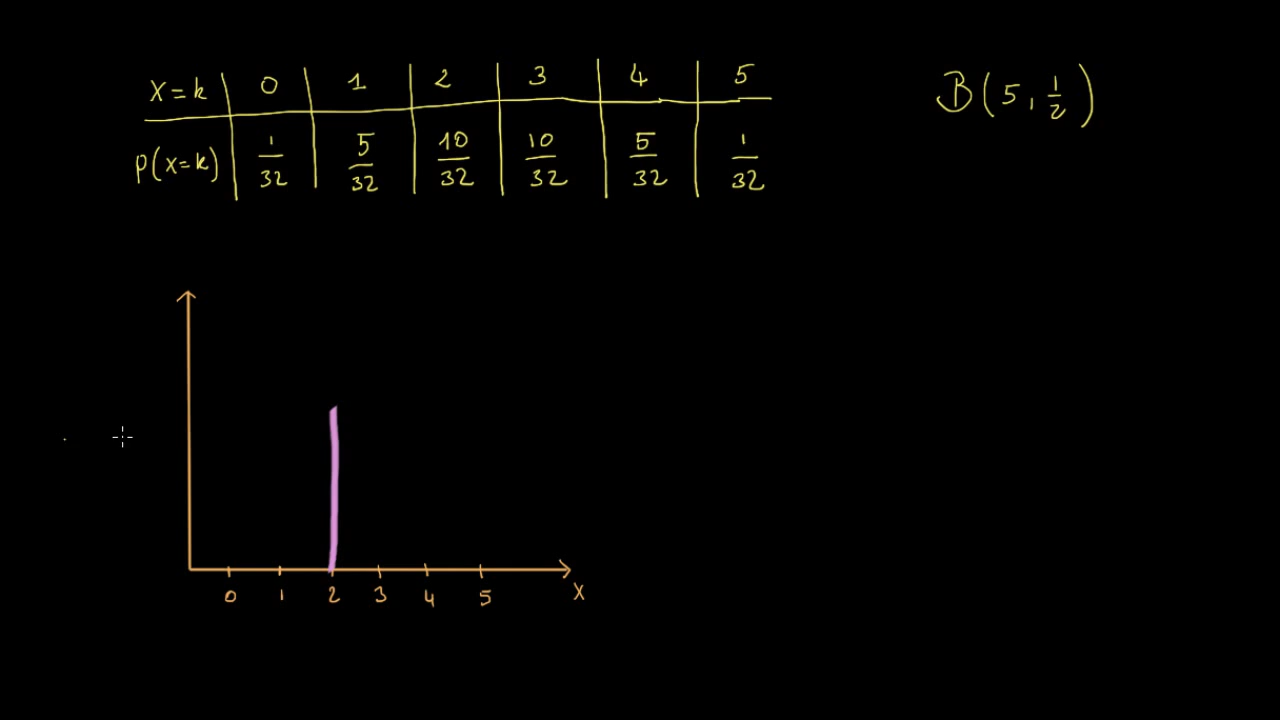 X=k 0 1 2 3 4 5
P(X=k) 1/32 5/32 10/32 10/32 5/32 1/32
B(5, 1/2)
0 1 2 3 4 5 X